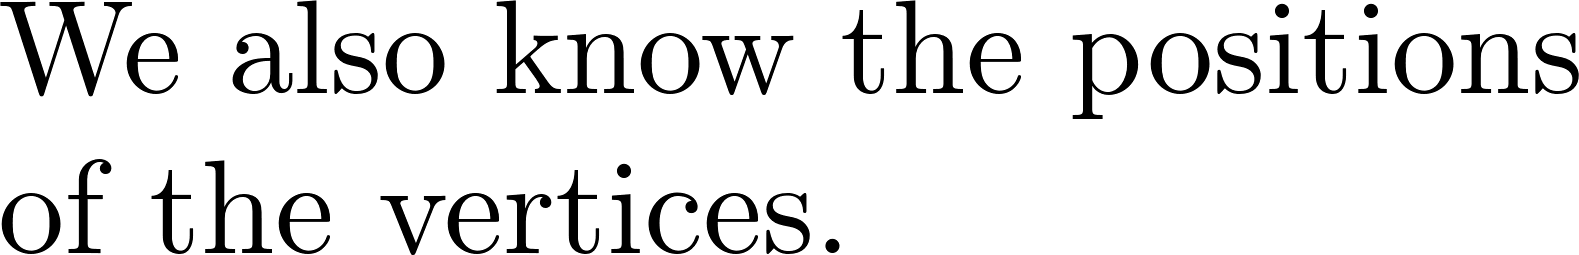 We also know the positions
of the vertices.